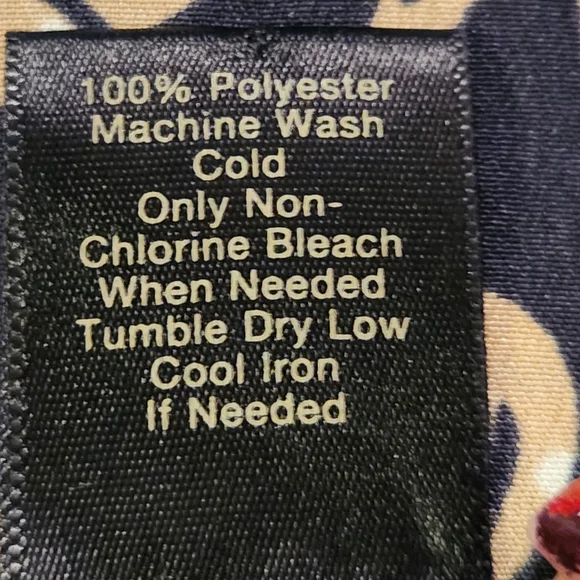 100% Polyester
Machine Wash
Cold
Only Non-
Chlorine Bleach
When Needed
Tumble Dry Low
Cool Iron
If Needed